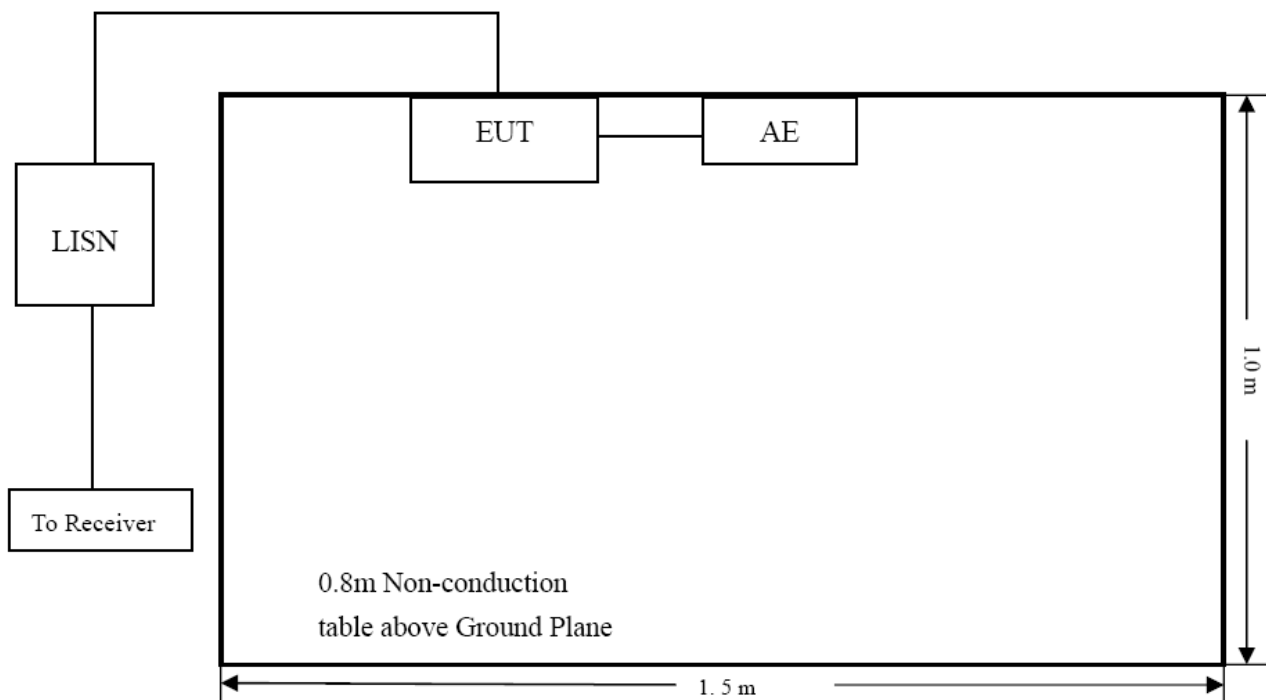 EUT
AE
LISN
1.0 m
To Receiver
0.8m Non-conduction
table above Ground Plane
1. 5 m